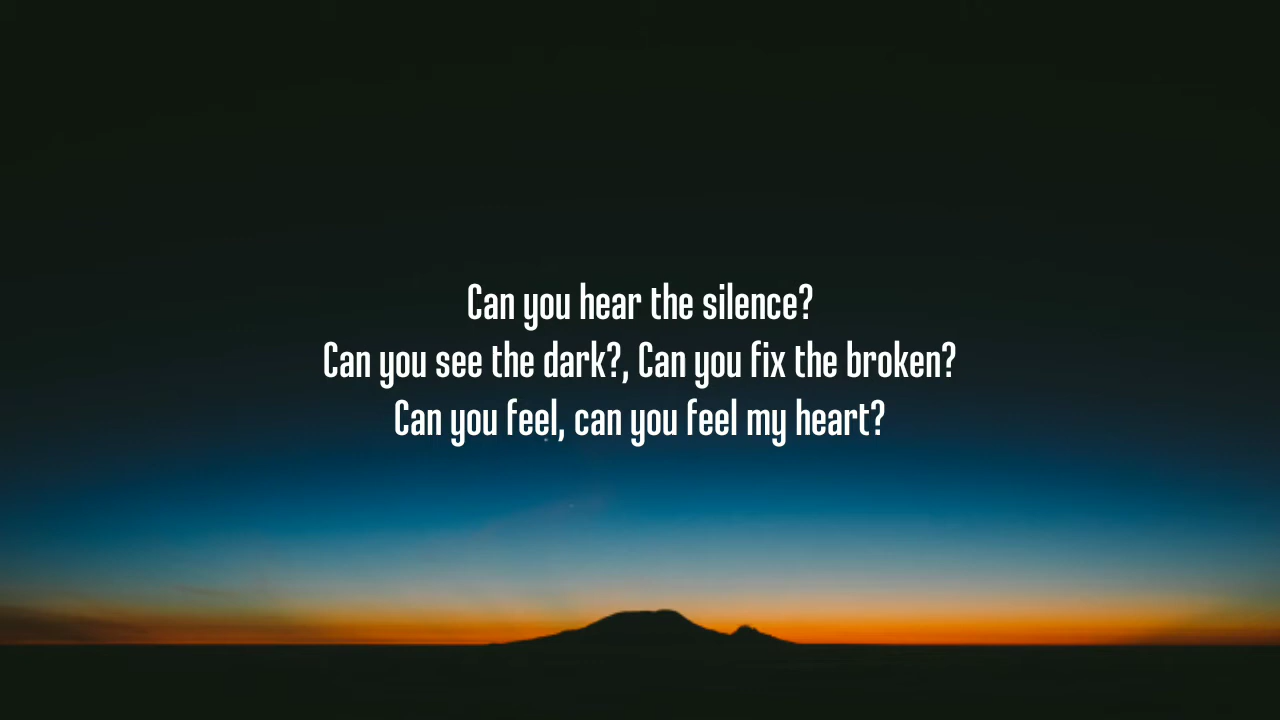 Can you hear the silence?
Can you see the dark?, Can you fix the broken?
Can you feel, can you feel my heart?